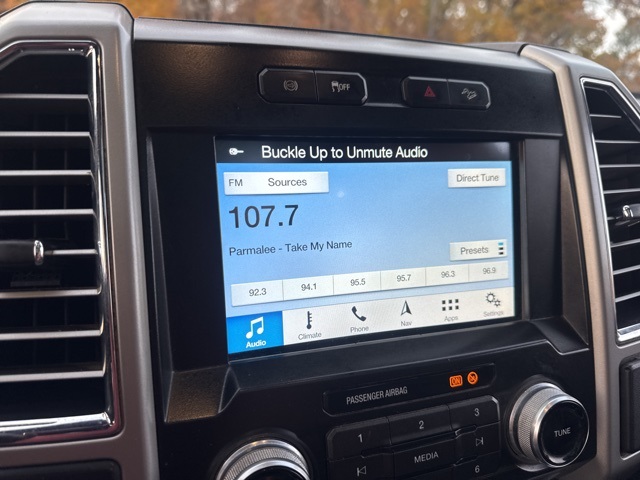 OFF
Buckle Up to Unmute Audio
FM Sources
Direct Tune
107.7
Parmalee - Take My Name
Presets
92.3 94.1 95.5 95.7 96.3 96.9
Audio Climate Phone Nav Apps Settings
PASSENGER AIRBAG ON
1 2 3
MEDIA
6
TUNE